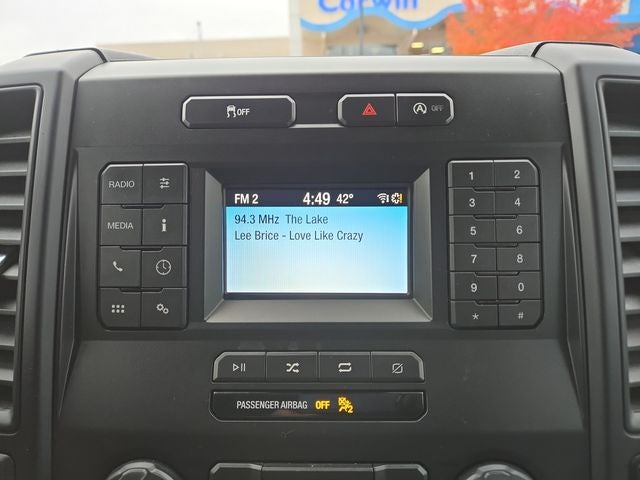 Corwin
OFF
A OFF
FM 2 4:49 42°
94.3 MHz The Lake
Lee Brice - Love Like Crazy
RADIO
MEDIA
i
1 2
3 4
5 6
7 8
9 0
* #
PASSENGER AIRBAG OFF 2